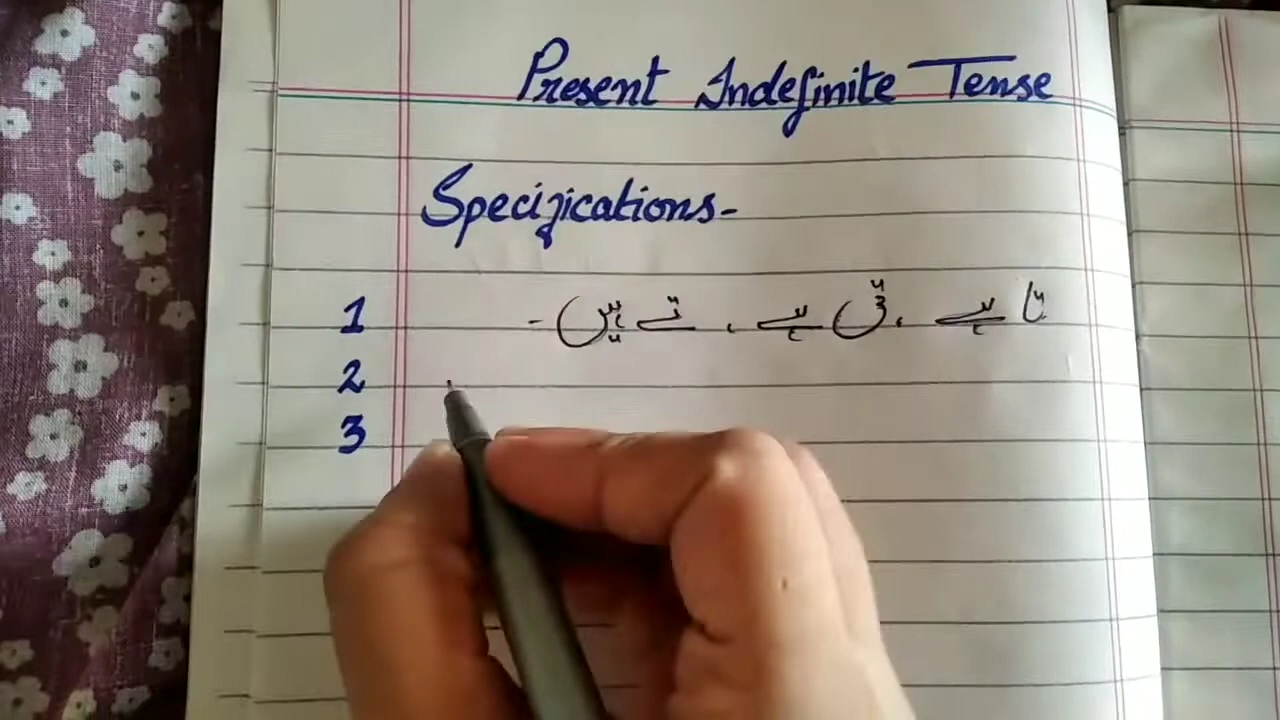 Present Indefinite Tense
Specifications-
1 تا ہے ، تی ہے ، تے ہیں -
2
3